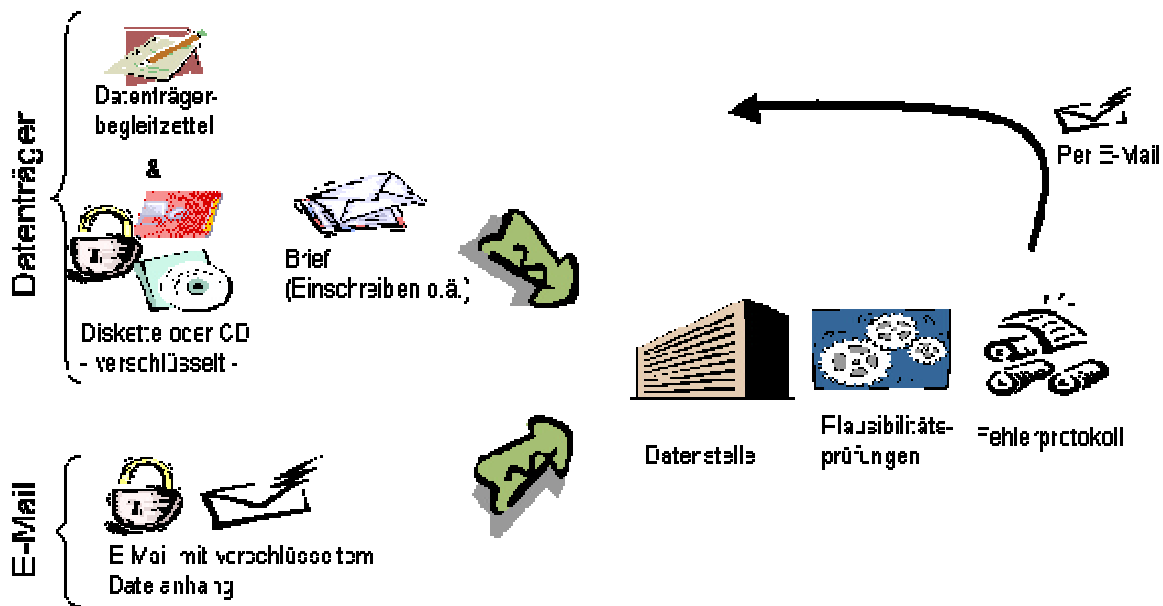 Datenträger
Datenträger-
begleitzettel
&
Diskette oder CD
- verschlüsselt -
Brief
(Einschreiben o.ä.)
Per E-Mail
Datenstelle
Plausibilitäts-
prüfungen
Fehlerprotokoll
E-Mail
E-Mail mit verschlüsseltem
Dateianhang